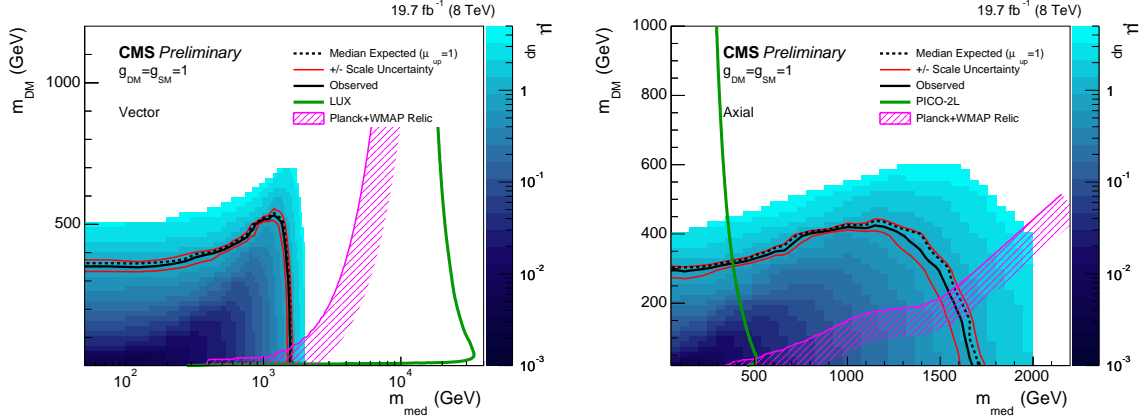 19.7 fb⁻¹ (8 TeV)
CMS Preliminary
g_DM=g_SM=1
Vector
Median Expected (μ_up=1)
+/- Scale Uncertainty
Observed
LUX
Planck+WMAP Relic
m_DM (GeV)
1000
500
10²
10³
10⁴
m_med (GeV)
μ_up
1
10⁻¹
10⁻²
10⁻³
19.7 fb⁻¹ (8 TeV)
CMS Preliminary
g_DM=g_SM=1
Axial
Median Expected (μ_up=1)
+/- Scale Uncertainty
Observed
PICO-2L
Planck+WMAP Relic
m_DM (GeV)
1000
800
600
400
200
500
1000
1500
2000
m_med (GeV)
μ_up
1
10⁻¹
10⁻²
10⁻³